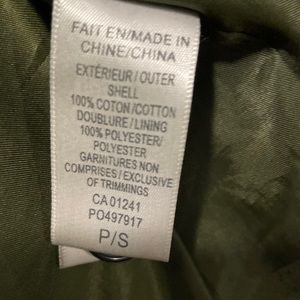 FAIT EN/MADE IN
CHINE/CHINA
EXTÉRIEUR/OUTER
SHELL
100% COTON/COTTON
DOUBLURE/LINING
100% POLYESTER/
POLYESTER
GARNITURES NON
COMPRISES/EXCLUSIVE
OF TRIMMINGS
CA 01241
PO497917
P/S